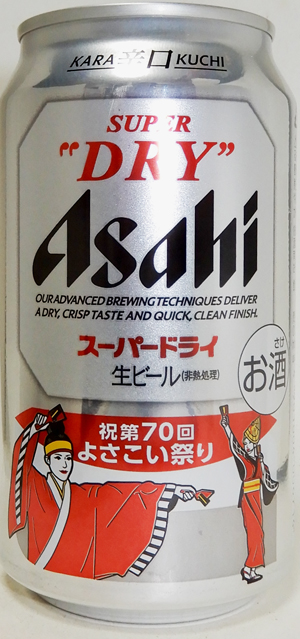 KARA 辛口 KUCHI
SUPER
"DRY"
Asahi
OUR ADVANCED BREWING TECHNIQUES DELIVER
A DRY, CRISP TASTE AND QUICK, CLEAN FINISH.
スーパードライ
生ビール(非熱処理)
さけ
お酒
祝第70回
よさこい祭り